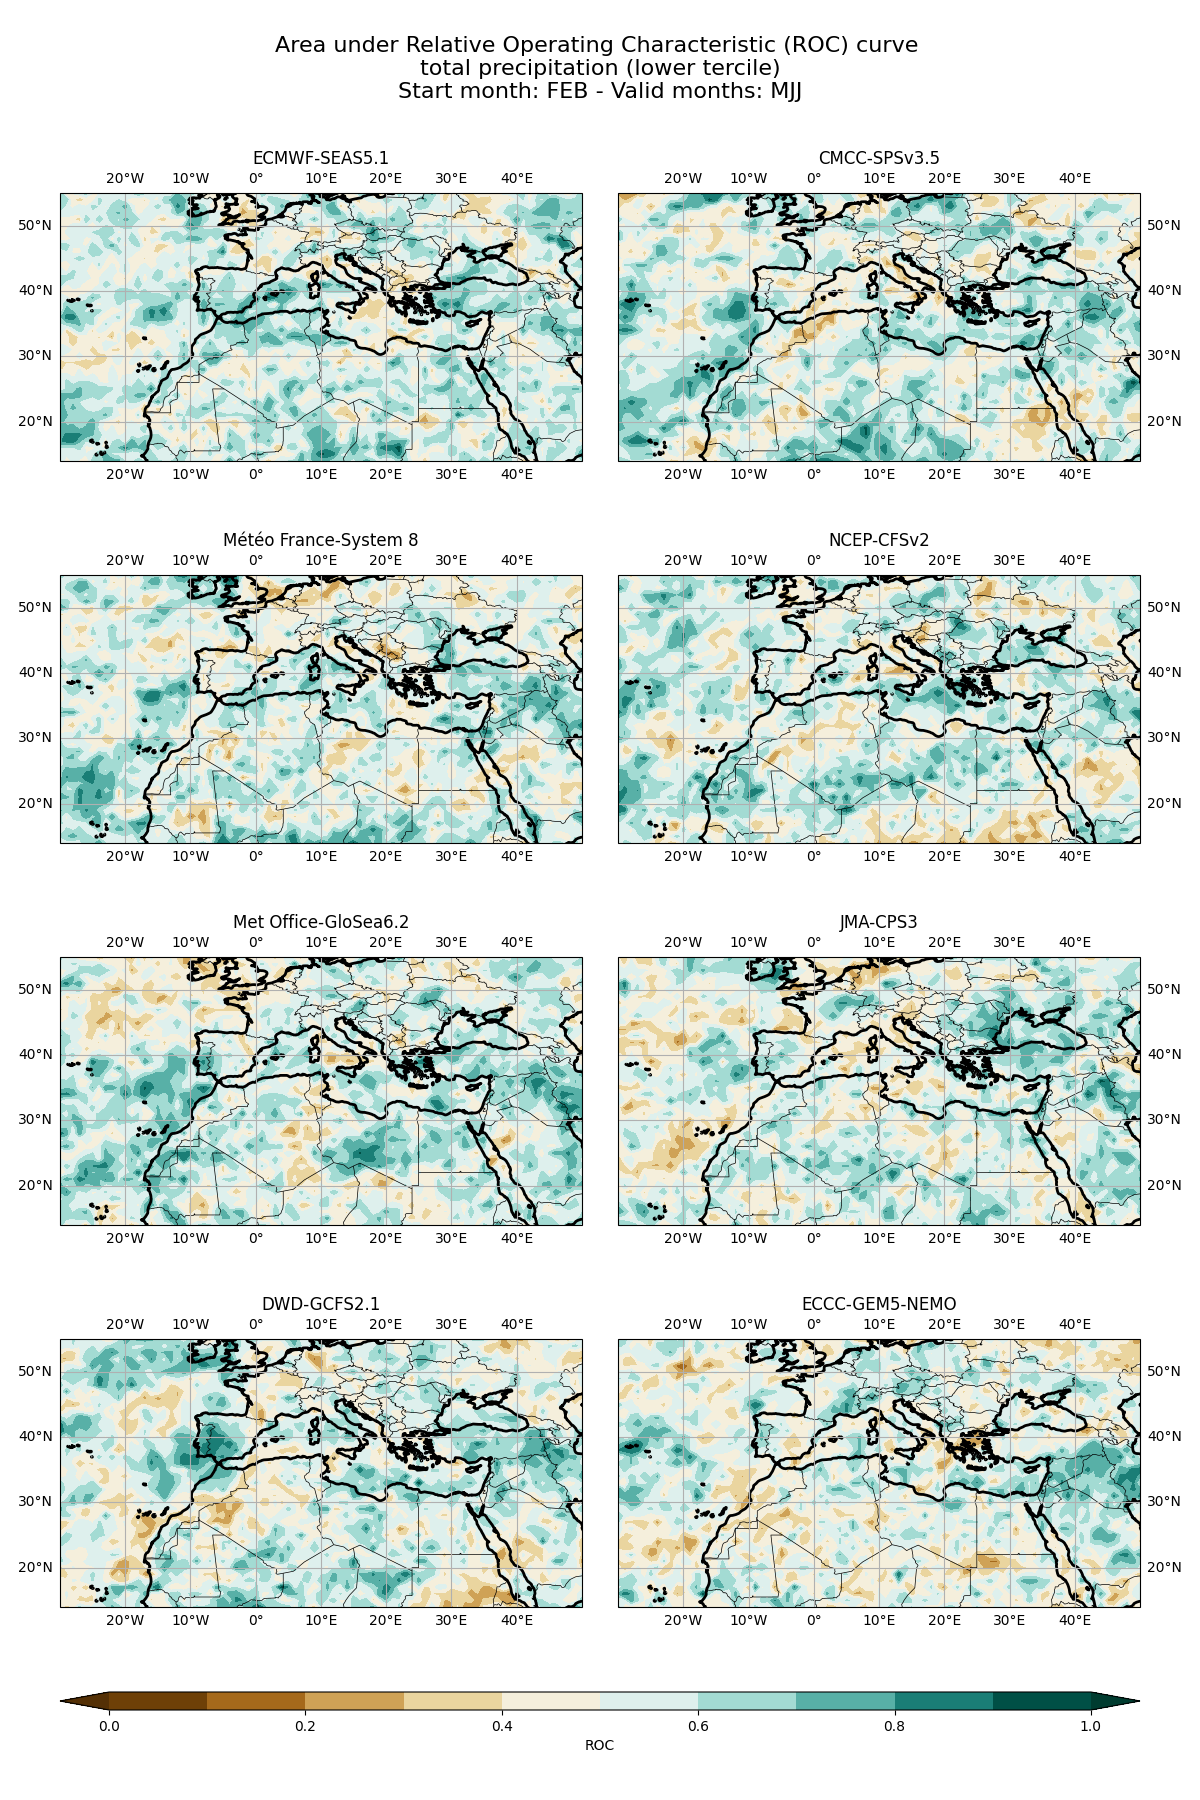 Area under Relative Operating Characteristic (ROC) curve
total precipitation (lower tercile)
Start month: FEB - Valid months: MJJ
ECMWF-SEAS5.1
20°W 10°W 0° 10°E 20°E 30°E 40°E
50°N
40°N
30°N
20°N
20°W 10°W 0° 10°E 20°E 30°E 40°E
CMCC-SPSv3.5
20°W 10°W 0° 10°E 20°E 30°E 40°E
50°N
40°N
30°N
20°N
20°W 10°W 0° 10°E 20°E 30°E 40°E
Météo France-System 8
20°W 10°W 0° 10°E 20°E 30°E 40°E
50°N
40°N
30°N
20°N
20°W 10°W 0° 10°E 20°E 30°E 40°E
NCEP-CFSv2
20°W 10°W 0° 10°E 20°E 30°E 40°E
50°N
40°N
30°N
20°N
20°W 10°W 0° 10°E 20°E 30°E 40°E
Met Office-GloSea6.2
20°W 10°W 0° 10°E 20°E 30°E 40°E
50°N
40°N
30°N
20°N
20°W 10°W 0° 10°E 20°E 30°E 40°E
JMA-CPS3
20°W 10°W 0° 10°E 20°E 30°E 40°E
50°N
40°N
30°N
20°N
20°W 10°W 0° 10°E 20°E 30°E 40°E
DWD-GCFS2.1
20°W 10°W 0° 10°E 20°E 30°E 40°E
50°N
40°N
30°N
20°N
20°W 10°W 0° 10°E 20°E 30°E 40°E
ECCC-GEM5-NEMO
20°W 10°W 0° 10°E 20°E 30°E 40°E
50°N
40°N
30°N
20°N
20°W 10°W 0° 10°E 20°E 30°E 40°E
0.0 0.2 0.4 0.6 0.8 1.0
ROC